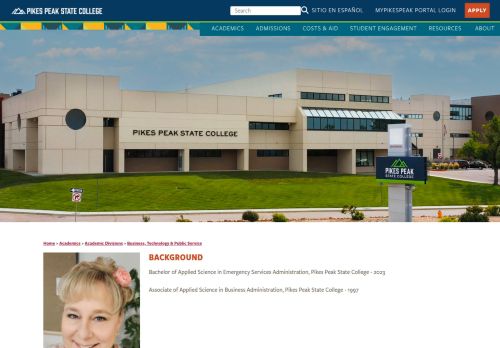 PIKES PEAK STATE COLLEGE
Search
SITIO EN ESPAÑOL
MYPIKESPEAK PORTAL LOGIN
APPLY
ACADEMICS ADMISSIONS COSTS & AID STUDENT ENGAGEMENT RESOURCES ABOUT
PIKES PEAK STATE COLLEGE
PIKES PEAK
STATE COLLEGE
Home » Academics » Academic Divisions » Business, Technology & Public Service
BACKGROUND
Bachelor of Applied Science in Emergency Services Administration, Pikes Peak State College - 2023
Associate of Applied Science in Business Administration, Pikes Peak State College - 1997